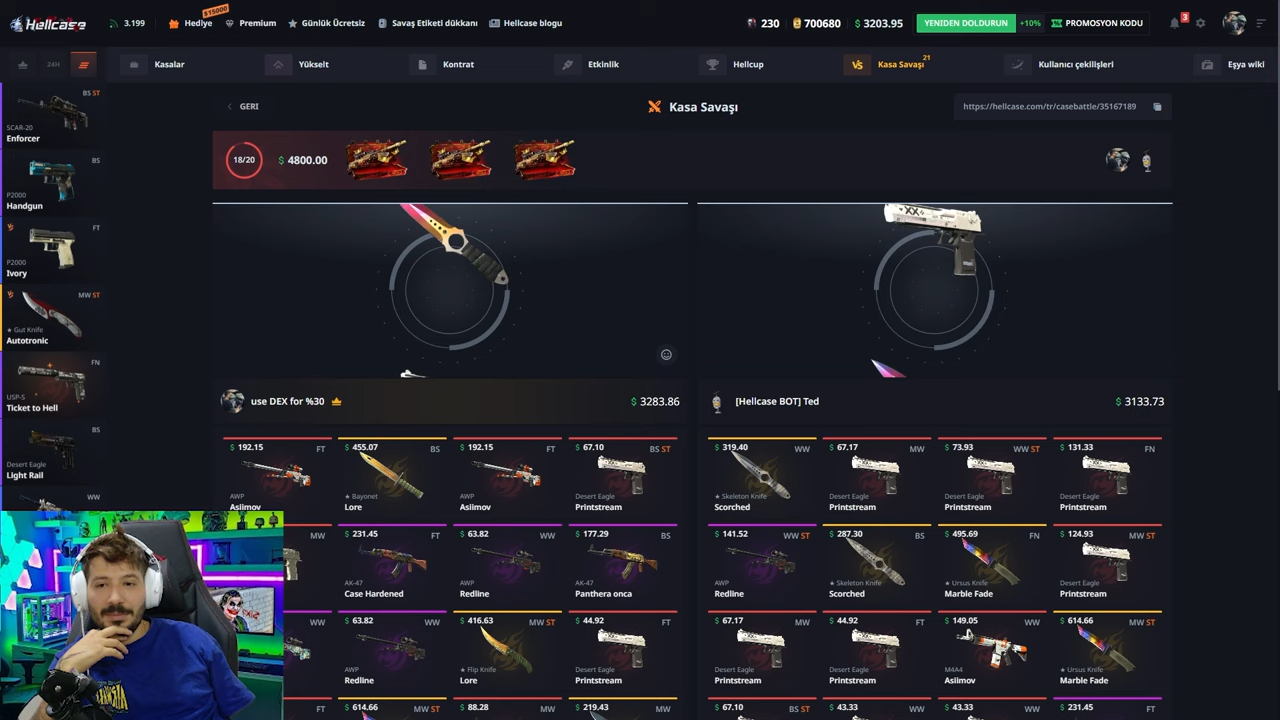 Hellcase
3.199
Hediye
$15000
Premium
Günlük Ücretsiz
Savaş Etiketi dükkânı
Hellcase blogu
230
700680
$ 3203.95
YENİDEN DOLDURUN
+10%
PROMOSYON KODU
3
24H
Kasalar
Yükselt
Kontrat
Etkinlik
Hellcup
VS
Kasa Savaşı
21
Kullanıcı çekilişleri
Eşya wiki
GERİ
Kasa Savaşı
https://hellcase.com/tr/casebattle/35167189
18/20
$ 4800.00
BS ST
SCAR-20
Enforcer
BS
P2000
Handgun
FT
P2000
Ivory
MW ST
★ Gut Knife
Autotronic
FN
USP-S
Ticket to Hell
BS
Desert Eagle
Light Rail
WW
use DEX for %30
$ 3283.86
[Hellcase BOT] Ted
$ 3133.73
$ 192.15 FT
AWP
Asiimov
$ 455.07 BS
★ Bayonet
Lore
$ 192.15 FT
AWP
Asiimov
$ 67.10 BS ST
Desert Eagle
Printstream
$ 319.40 WW
★ Skeleton Knife
Scorched
$ 67.17 MW
Desert Eagle
Printstream
$ 73.93 WW ST
Desert Eagle
Printstream
$ 131.33 FN
Desert Eagle
Printstream
MW
$ 231.45 FT
AK-47
Case Hardened
$ 63.82 WW
AWP
Redline
$ 177.29 BS
AK-47
Panthera onca
$ 141.52 WW ST
AWP
Redline
$ 287.30 BS
★ Skeleton Knife
Scorched
$ 495.69 FN
★ Ursus Knife
Marble Fade
$ 124.93 MW ST
Desert Eagle
Printstream
WW
$ 63.82 WW
AWP
Redline
$ 416.63 MW ST
★ Flip Knife
Lore
$ 44.92 FT
Desert Eagle
Printstream
$ 67.17 MW
Desert Eagle
Printstream
$ 44.92 FT
Desert Eagle
Printstream
$ 149.05 WW
M4A4
Asiimov
$ 614.66 MW ST
★ Ursus Knife
Marble Fade
FT
$ 614.66 MW ST
$ 88.28 MW
$ 219.43 MW
$ 67.10 BS ST
$ 43.33 WW
$ 43.33 WW
$ 231.45 FT